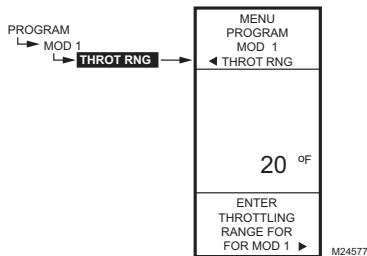 PROGRAM
MOD 1
THROT RNG
MENU
PROGRAM
MOD 1
◄ THROT RNG
20 ºF
ENTER
THROTTLING
RANGE FOR
FOR MOD 1 ►
M24577